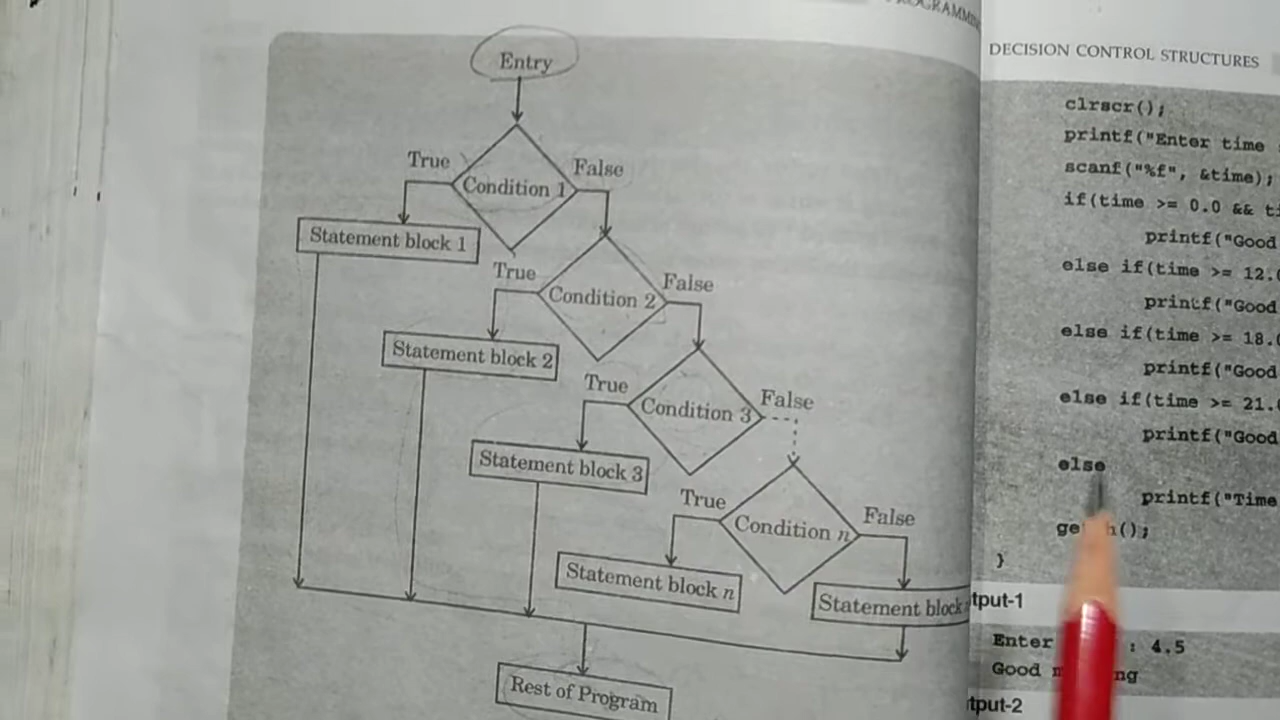 Entry
True
False
Condition 1
Statement block 1
True
False
Condition 2
Statement block 2
True
False
Condition 3
Statement block 3
True
False
Condition n
Statement block n
Statement block
Rest of Program
DECISION CONTROL STRUCTURES
clrscr();
printf("Enter time
scanf("%f", &time);
if(time >= 0.0 &&
printf("Good
else if(time >= 12.
printf("Good
else if(time >= 18.
printf("Good
else if(time >= 21.
printf("Good
else
printf("Time
();
}
tput-1
Enter : 4.5
Good
tput-2